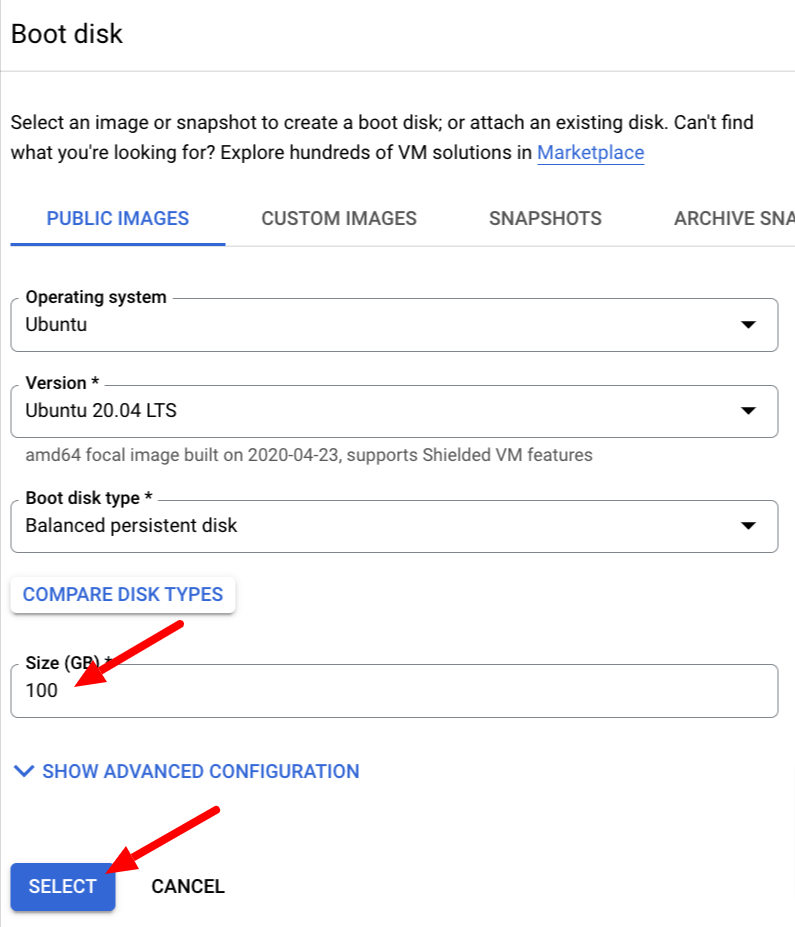 Boot disk
Select an image or snapshot to create a boot disk; or attach an existing disk. Can't find
what you're looking for? Explore hundreds of VM solutions in Marketplace
PUBLIC IMAGES CUSTOM IMAGES SNAPSHOTS ARCHIVE SNA
Operating system
Ubuntu
Version *
Ubuntu 20.04 LTS
amd64 focal image built on 2020-04-23, supports Shielded VM features
Boot disk type *
Balanced persistent disk
COMPARE DISK TYPES
Size (GB) *
100
SHOW ADVANCED CONFIGURATION
SELECT CANCEL